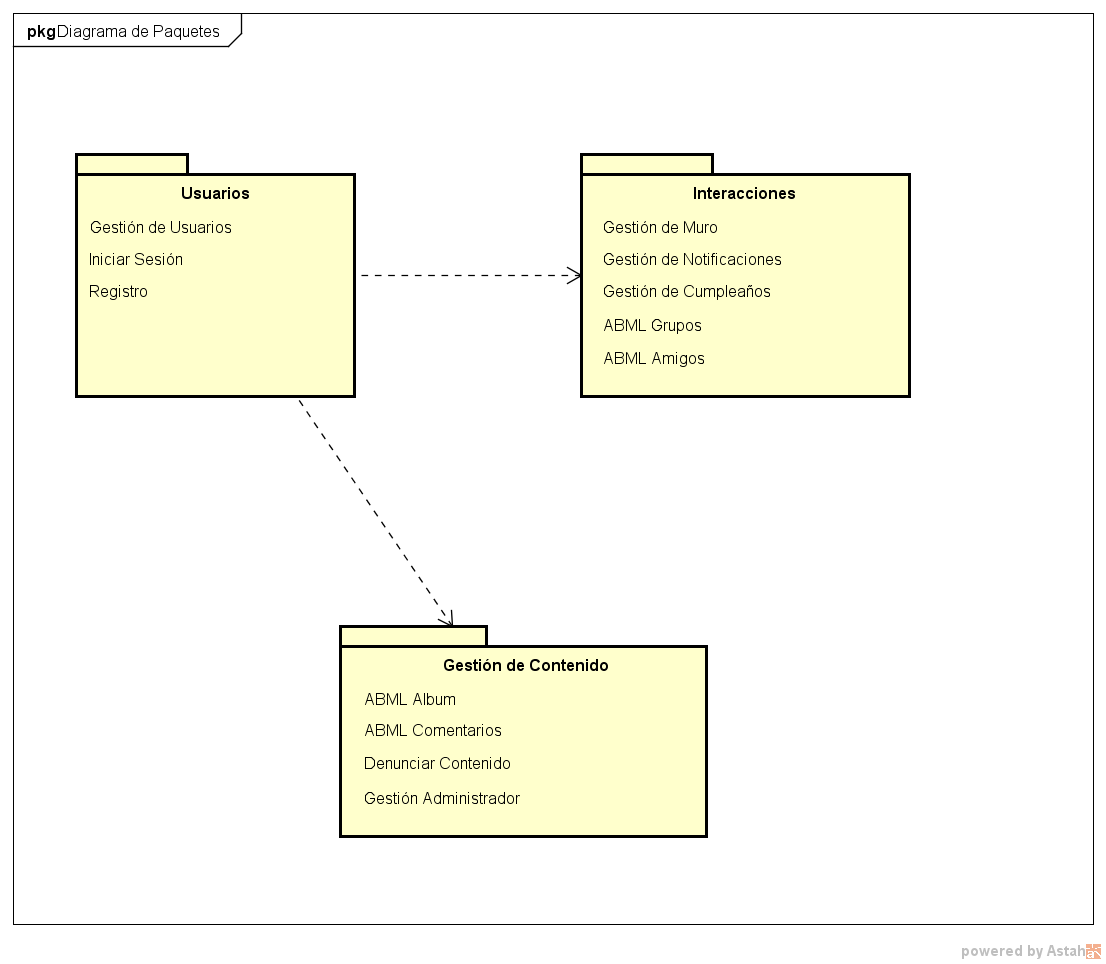 pkg Diagrama de Paquetes
Usuarios
Gestión de Usuarios
Iniciar Sesión
Registro
Interacciones
Gestión de Muro
Gestión de Notificaciones
Gestión de Cumpleaños
ABML Grupos
ABML Amigos
Gestión de Contenido
ABML Album
ABML Comentarios
Denunciar Contenido
Gestión Administrador
powered by Astah